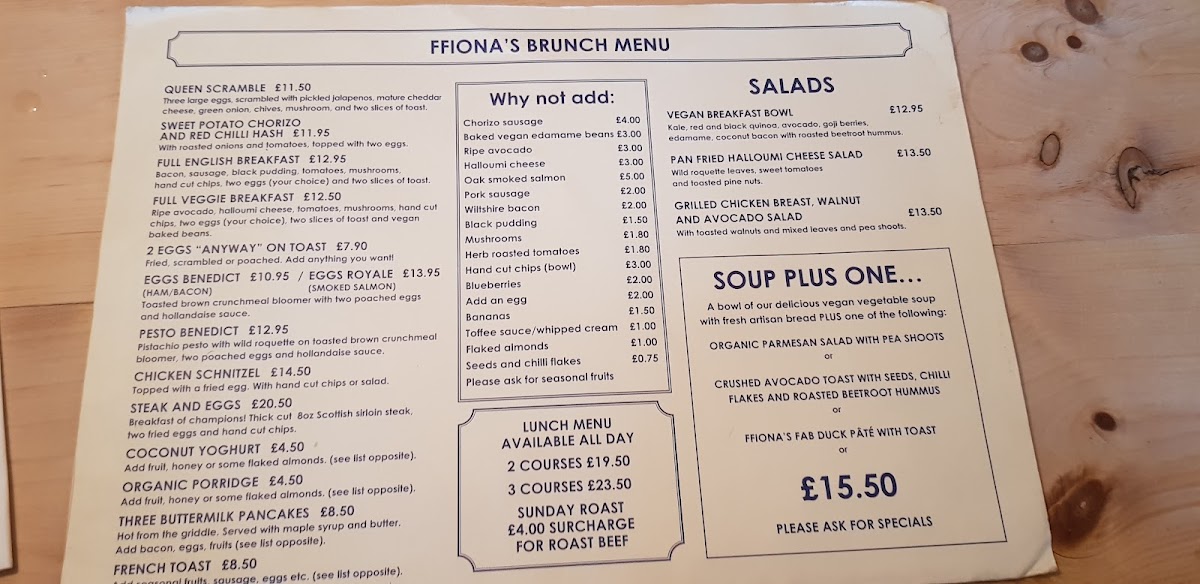 FFIONA'S BRUNCH MENU
QUEEN SCRAMBLE £11.50
Three large eggs, scrambled with pickled jalapenos, mature cheddar
cheese, green onion, chives, mushroom, and two slices of toast.
SWEET POTATO CHORIZO
AND RED CHILLI HASH £11.95
With roasted onions and tomatoes, topped with two eggs.
FULL ENGLISH BREAKFAST £12.95
Bacon, sausage, black pudding, tomatoes, mushrooms,
hand cut chips, two eggs (your choice) and two slices of toast.
FULL VEGGIE BREAKFAST £12.50
Ripe avocado, halloumi cheese, tomatoes, mushrooms, hand cut
chips, two eggs (your choice), two slices of toast and vegan
baked beans.
2 EGGS "ANYWAY" ON TOAST £7.90
Fried, scrambled or poached. Add anything you want!
EGGS BENEDICT £10.95 / EGGS ROYALE £13.95
(HAM/BACON) (SMOKED SALMON)
Toasted brown crunchmeal bloomer with two poached eggs
and hollandaise sauce.
PESTO BENEDICT £12.95
Pistachio pesto with wild roquette on toasted brown crunchmeal
bloomer, two poached eggs and hollandaise sauce.
CHICKEN SCHNITZEL £14.50
Topped with a fried egg. With hand cut chips or salad.
STEAK AND EGGS £20.50
Breakfast of champions! Thick cut 8oz Scottish sirloin steak,
two fried eggs and hand cut chips.
COCONUT YOGHURT £4.50
Add fruit, honey or some flaked almonds. (see list opposite).
ORGANIC PORRIDGE £4.50
Add fruit, honey or some flaked almonds. (see list opposite).
THREE BUTTERMILK PANCAKES £8.50
Hot from the griddle. Served with maple syrup and butter.
Add bacon, eggs, fruits (see list opposite).
FRENCH TOAST £8.50
Add seasonal fruits, sausage, eggs etc. (see list opposite).
Why not add:
Chorizo sausage £4.00
Baked vegan edamame beans £3.00
Ripe avocado £3.00
Halloumi cheese £3.00
Oak smoked salmon £5.00
Pork sausage £2.00
Wiltshire bacon £2.00
Black pudding £1.50
Mushrooms £1.80
Herb roasted tomatoes £1.80
Hand cut chips (bowl) £3.00
Blueberries £2.00
Add an egg £2.00
Bananas £1.50
Toffee sauce/whipped cream £1.00
Flaked almonds £1.00
Seeds and chilli flakes £0.75
Please ask for seasonal fruits
LUNCH MENU
AVAILABLE ALL DAY
2 COURSES £19.50
3 COURSES £23.50
SUNDAY ROAST
£4.00 SURCHARGE
FOR ROAST BEEF
SALADS
VEGAN BREAKFAST BOWL £12.95
Kale, red and black quinoa, avocado, goji berries,
edamame, coconut bacon with roasted beetroot hummus.
PAN FRIED HALLOUMI CHEESE SALAD £13.50
Wild roquette leaves, sweet tomatoes
and toasted pine nuts.
GRILLED CHICKEN BREAST, WALNUT
AND AVOCADO SALAD £13.50
With toasted walnuts and mixed leaves and pea shoots.
SOUP PLUS ONE...
A bowl of our delicious vegan vegetable soup
with fresh artisan bread PLUS one of the following:
ORGANIC PARMESAN SALAD WITH PEA SHOOTS
or
CRUSHED AVOCADO TOAST WITH SEEDS, CHILLI
FLAKES AND ROASTED BEETROOT HUMMUS
or
FFIONA'S FAB DUCK PÂTÉ WITH TOAST
or
£15.50
PLEASE ASK FOR SPECIALS